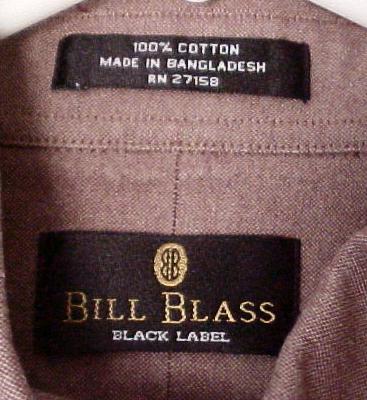 100% COTTON
MADE IN BANGLADESH
RN 27158
BILL BLASS
BLACK LABEL